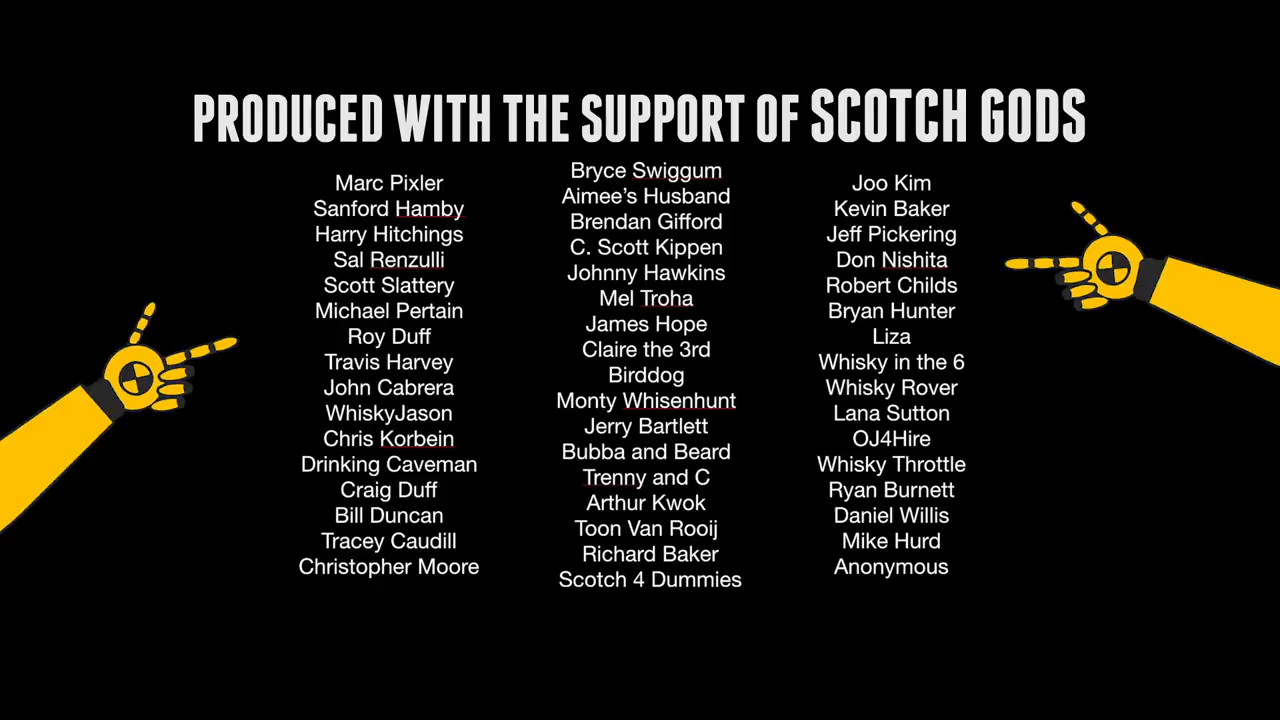 PRODUCED WITH THE SUPPORT OF SCOTCH GODS
Marc Pixler
Sanford Hamby
Harry Hitchings
Sal Renzulli
Scott Slattery
Michael Pertain
Roy Duff
Travis Harvey
John Cabrera
WhiskyJason
Chris Korbein
Drinking Caveman
Craig Duff
Bill Duncan
Tracey Caudill
Christopher Moore
Bryce Swiggum
Aimee’s Husband
Brendan Gifford
C. Scott Kippen
Johnny Hawkins
Mel Troha
James Hope
Claire the 3rd
Birddog
Monty Whisenhunt
Jerry Bartlett
Bubba and Beard
Trenny and C
Arthur Kwok
Toon Van Rooij
Richard Baker
Scotch 4 Dummies
Joo Kim
Kevin Baker
Jeff Pickering
Don Nishita
Robert Childs
Bryan Hunter
Liza
Whisky in the 6
Whisky Rover
Lana Sutton
OJ4Hire
Whisky Throttle
Ryan Burnett
Daniel Willis
Mike Hurd
Anonymous